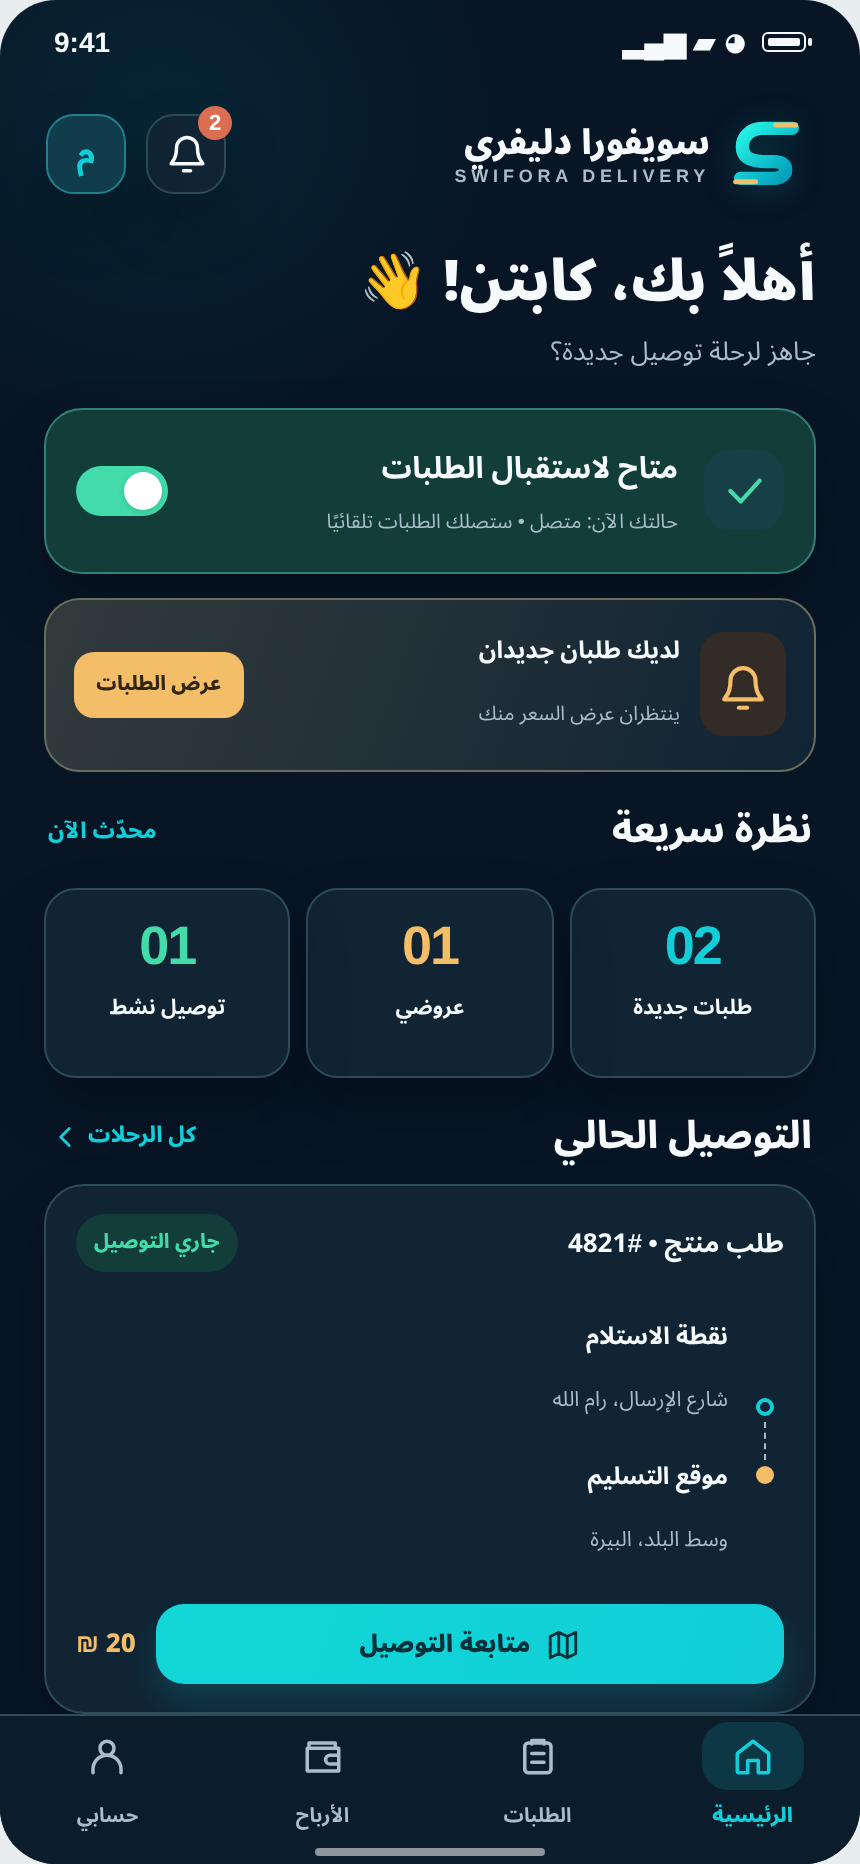 9:41
سويفورا دليفري
SWIFORA DELIVERY
2
م
أهلاً بك، كابتن! 👋
جاهز لرحلة توصيل جديدة؟
متاح لاستقبال الطلبات
حالتك الآن: متصل • ستصلك الطلبات تلقائيًا
لديك طلبان جديدان
ينتظران عرض السعر منك
عرض الطلبات
نظرة سريعة
محدّث الآن
02
طلبات جديدة
01
عروضي
01
توصيل نشط
التوصيل الحالي
كل الرحلات
طلب منتج • #4821
جاري التوصيل
نقطة الاستلام
شارع الإرسال، رام الله
موقع التسليم
وسط البلد، البيرة
متابعة التوصيل
20 ₪
الرئيسية
الطلبات
الأرباح
حسابي